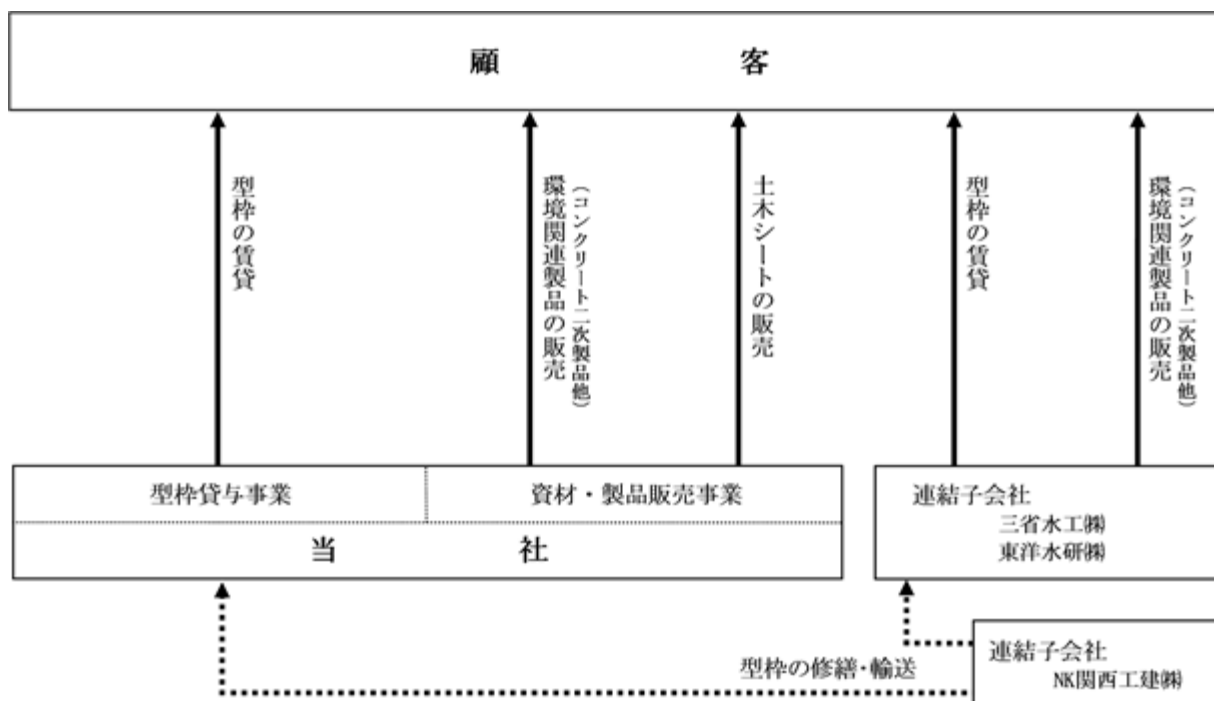 顧客
型枠の賃貸
環境関連製品の販売
（コンクリート二次製品他）
土木シートの販売
型枠の賃貸
環境関連製品の販売
（コンクリート二次製品他）
型枠貸与事業
資材・製品販売事業
当社
連結子会社
三省水工㈱
東洋水研㈱
型枠の修繕・輸送
連結子会社
NK関西工建㈱